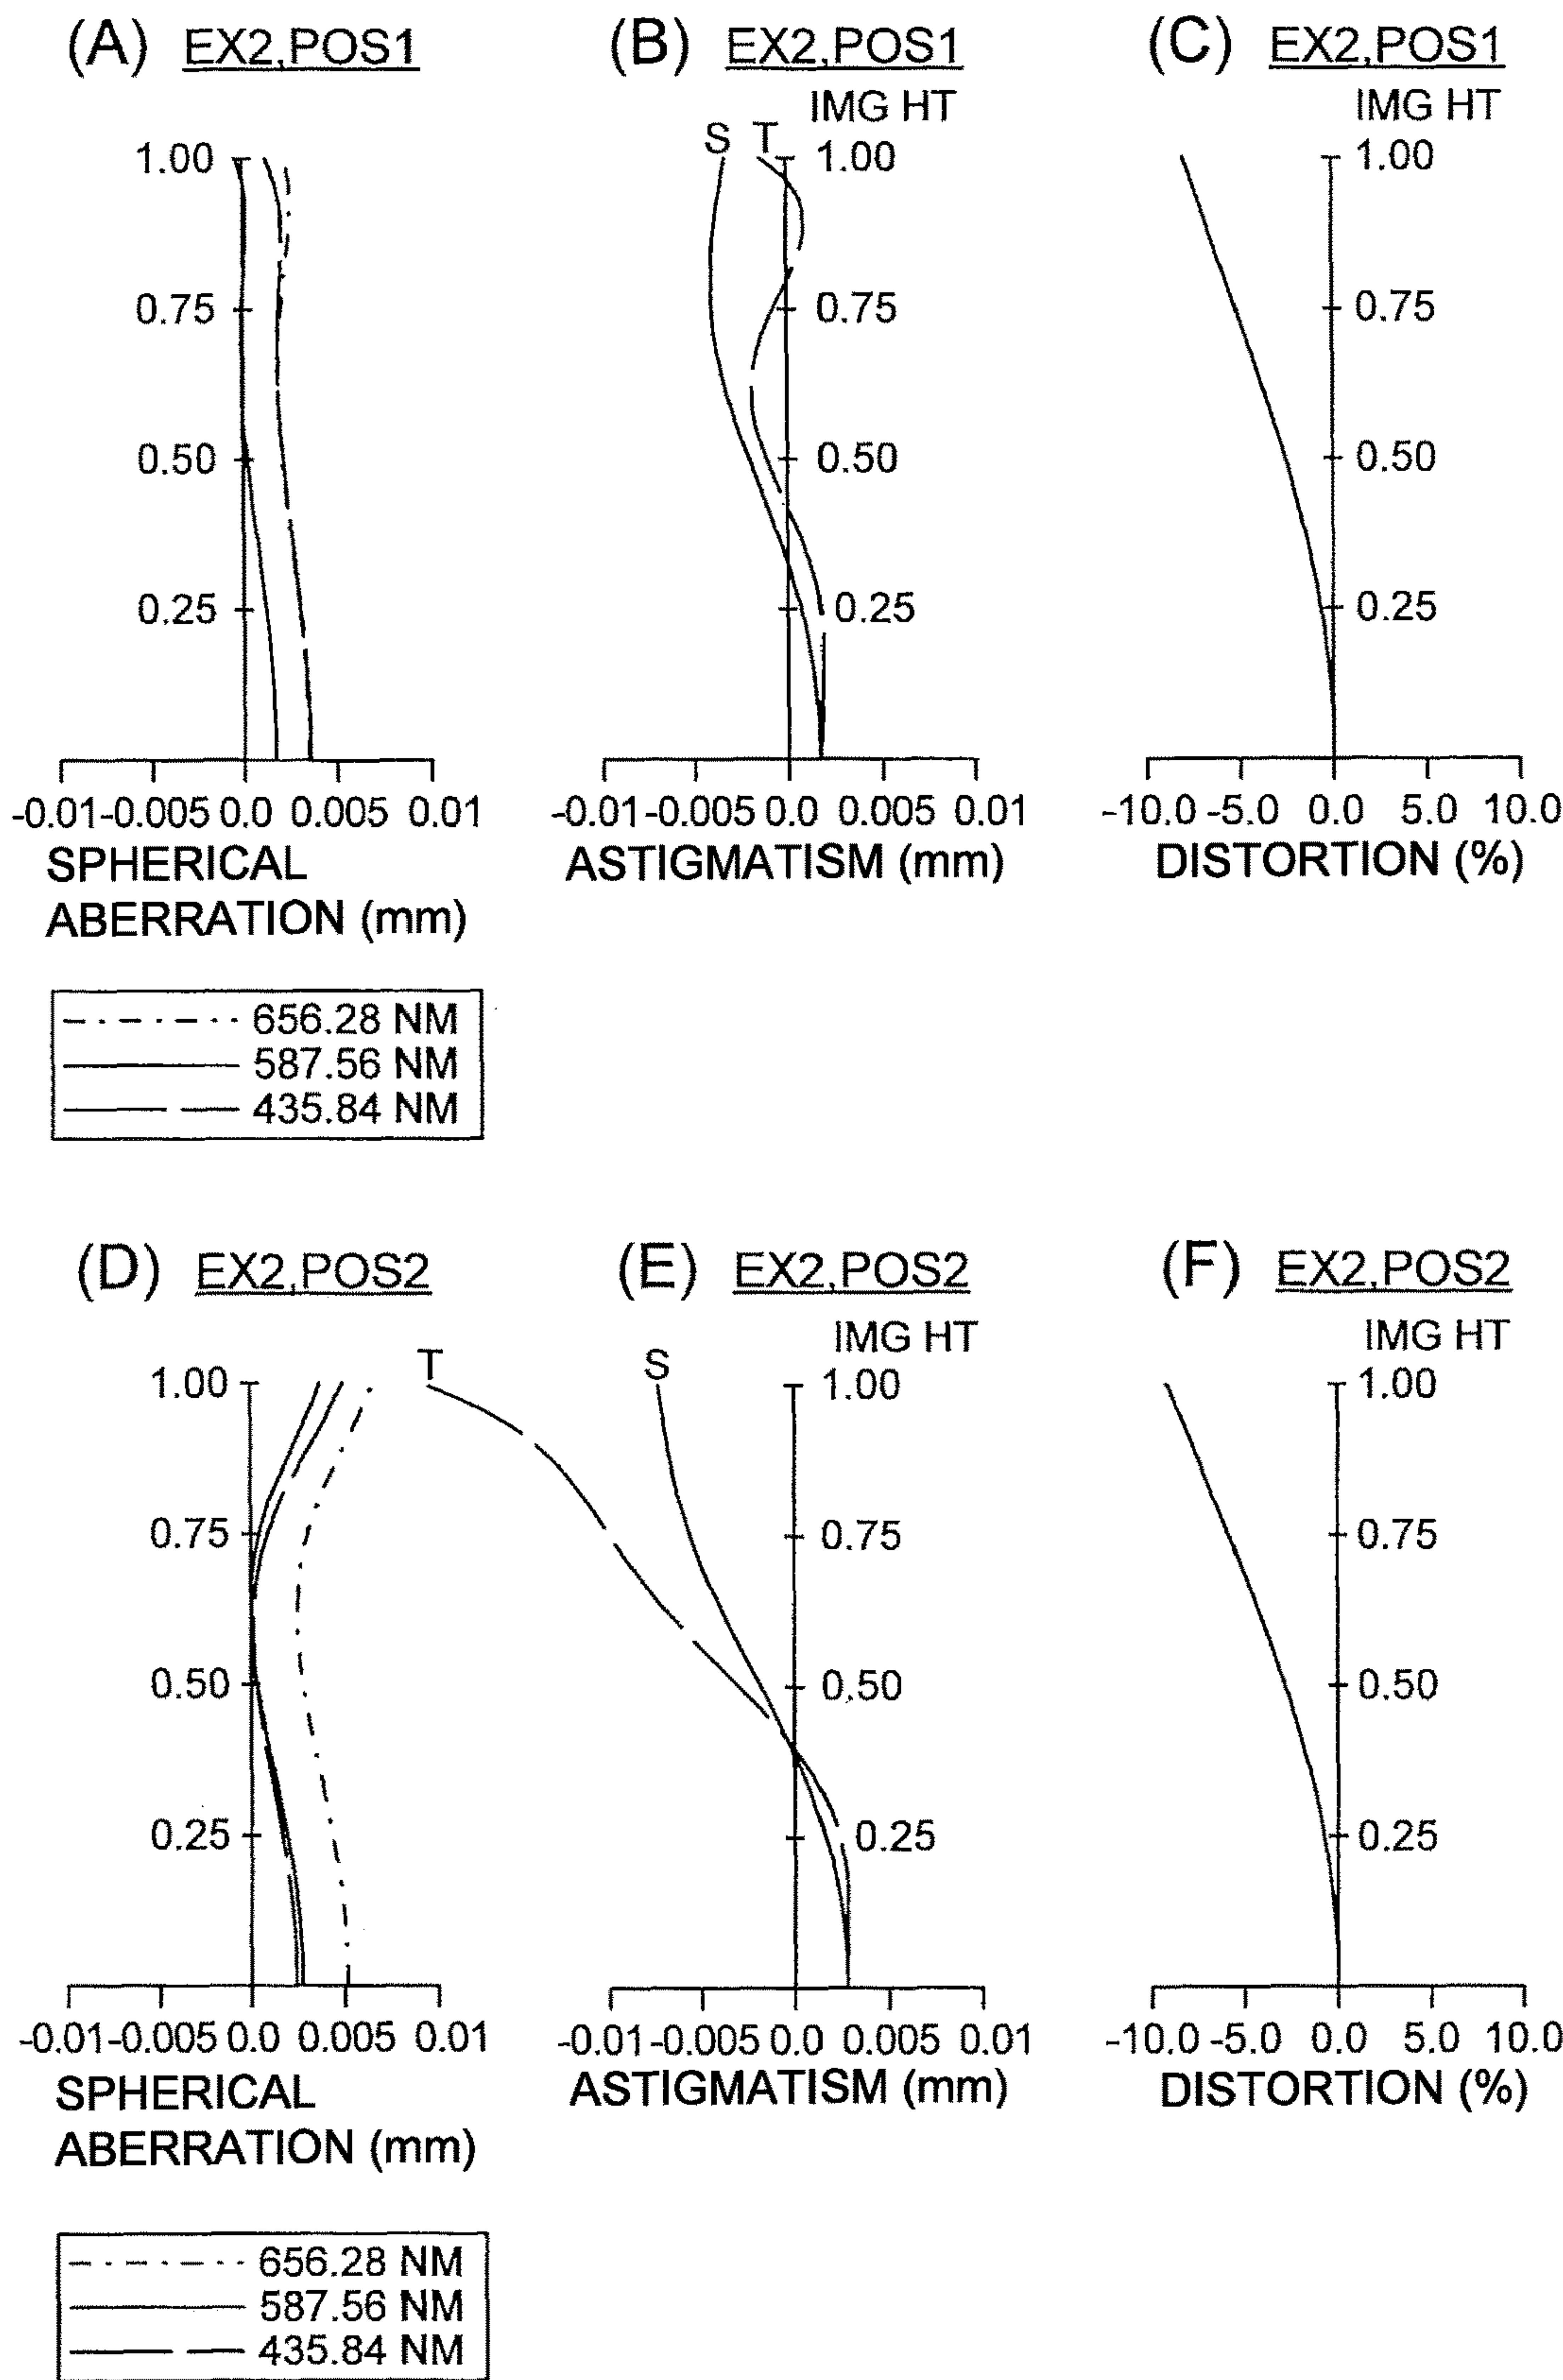 (A) EX2,POS1
1.00
0.75
0.50
0.25
-0.01 -0.005 0.0 0.005 0.01
SPHERICAL
ABERRATION (mm)
656.28 NM
587.56 NM
435.84 NM
(B) EX2,POS1
IMG HT
S T 1.00
0.75
0.50
0.25
-0.01 -0.005 0.0 0.005 0.01
ASTIGMATISM (mm)
(C) EX2,POS1
IMG HT
1.00
0.75
0.50
0.25
-10.0 -5.0 0.0 5.0 10.0
DISTORTION (%)
(D) EX2,POS2
1.00
0.75
0.50
0.25
-0.01 -0.005 0.0 0.005 0.01
SPHERICAL
ABERRATION (mm)
656.28 NM
587.56 NM
435.84 NM
(E) EX2,POS2
IMG HT
T S
1.00
0.75
0.50
0.25
-0.01 -0.005 0.0 0.005 0.01
ASTIGMATISM (mm)
(F) EX2,POS2
IMG HT
1.00
0.75
0.50
0.25
-10.0 -5.0 0.0 5.0 10.0
DISTORTION (%)